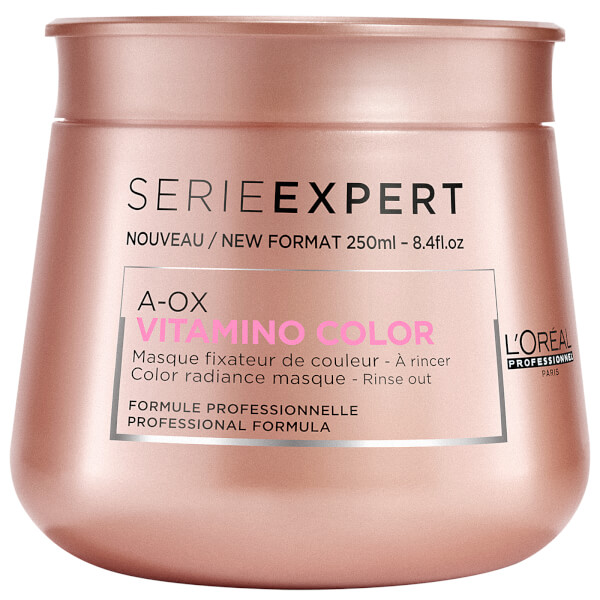 SERIEEXPERT
NOUVEAU / NEW FORMAT 250ml - 8.4fl.oz
A-OX
VITAMINO COLOR
Masque fixateur de couleur - À rincer
Color radiance masque - Rinse out
FORMULE PROFESSIONNELLE
PROFESSIONAL FORMULA
L'ORÉAL
PROFESSIONNEL
PARIS